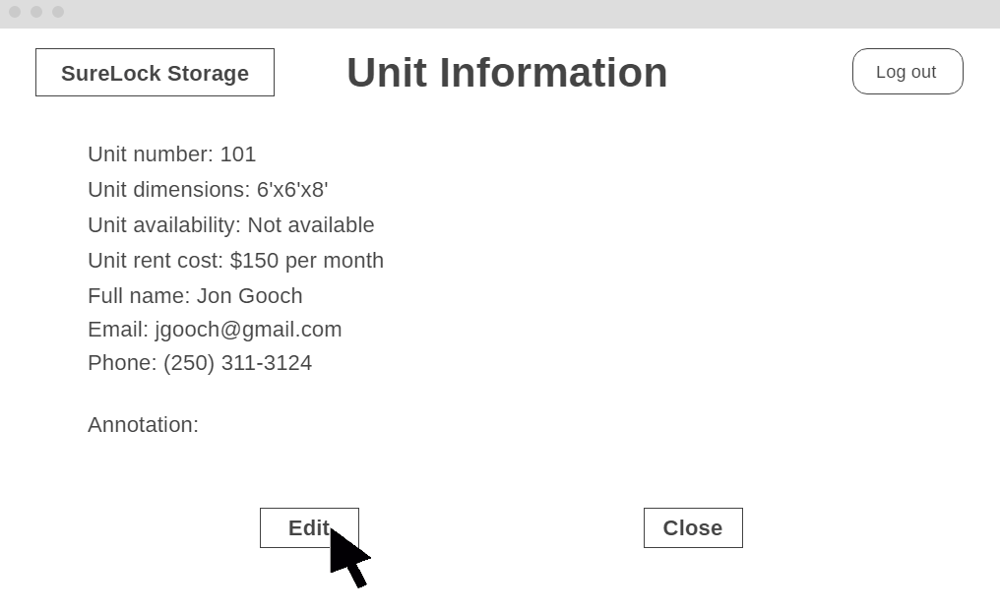 SureLock Storage
Unit Information
Log out
Unit number: 101
Unit dimensions: 6'x6'x8'
Unit availability: Not available
Unit rent cost: $150 per month
Full name: Jon Gooch
Email: jgooch@gmail.com
Phone: (250) 311-3124
Annotation:
Edit
Close